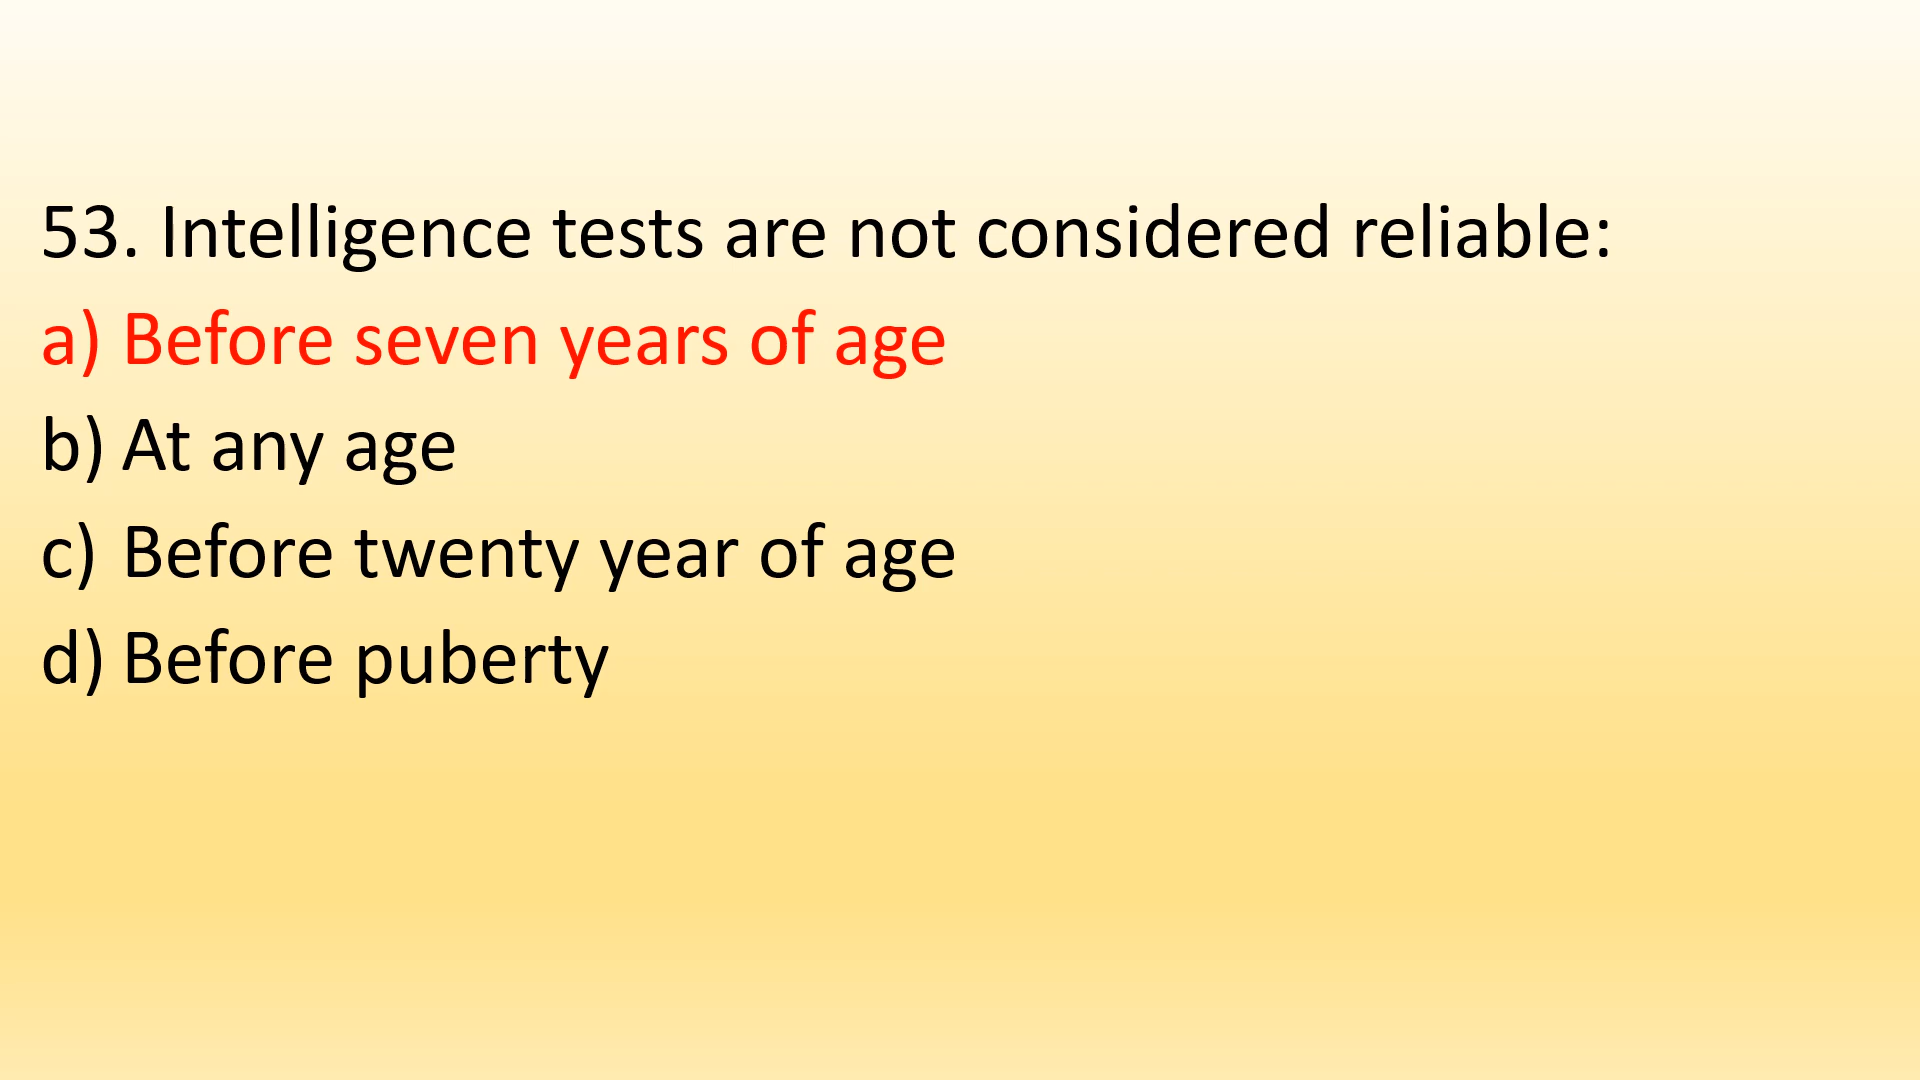 53. Intelligence tests are not considered reliable:
a) Before seven years of age
b) At any age
c) Before twenty year of age
d) Before puberty